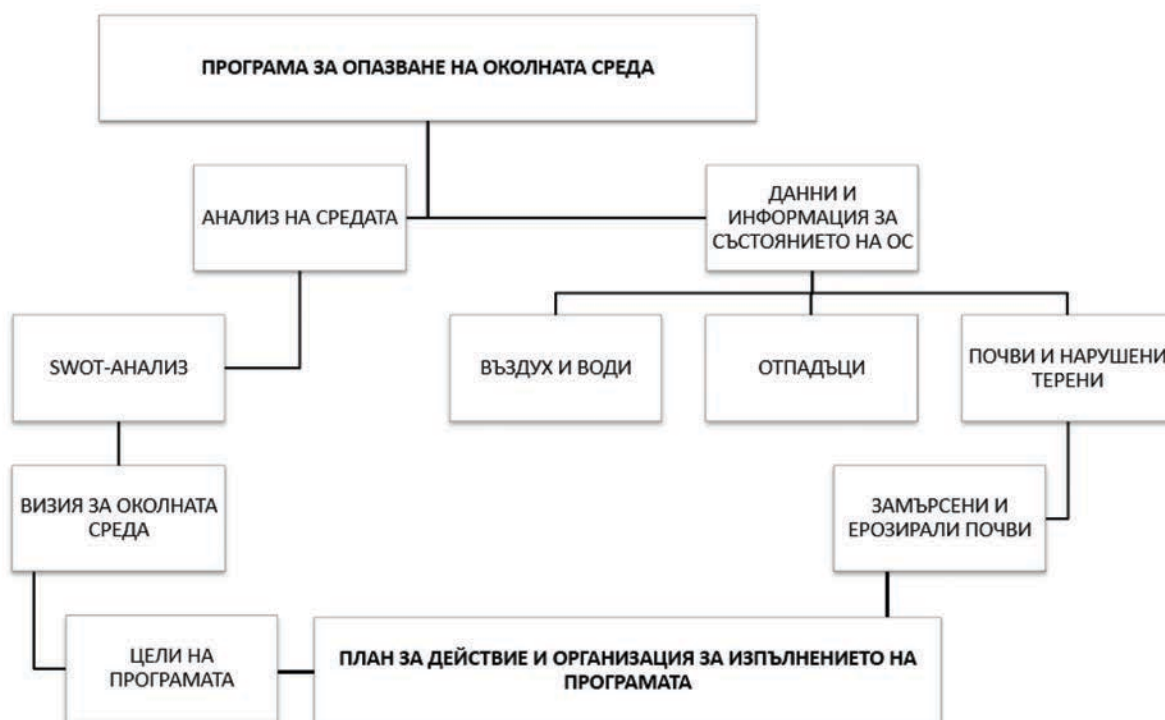 ПРОГРАМА ЗА ОПАЗВАНЕ НА ОКОЛНАТА СРЕДА
АНАЛИЗ НА СРЕДАТА
ДАННИ И
ИНФОРМАЦИЯ ЗА
СЪСТОЯНИЕТО НА ОС
SWOT-АНАЛИЗ
ВЪЗДУХ И ВОДИ
ОТПАДЪЦИ
ПОЧВИ И НАРУШЕНИ
ТЕРЕНИ
ВИЗИЯ ЗА ОКОЛНАТА
СРЕДА
ЗАМЪРСЕНИ И
ЕРОЗИРАЛИ ПОЧВИ
ЦЕЛИ НА
ПРОГРАМАТА
ПЛАН ЗА ДЕЙСТВИЕ И ОРГАНИЗАЦИЯ ЗА ИЗПЪЛНЕНИЕТО НА
ПРОГРАМАТА